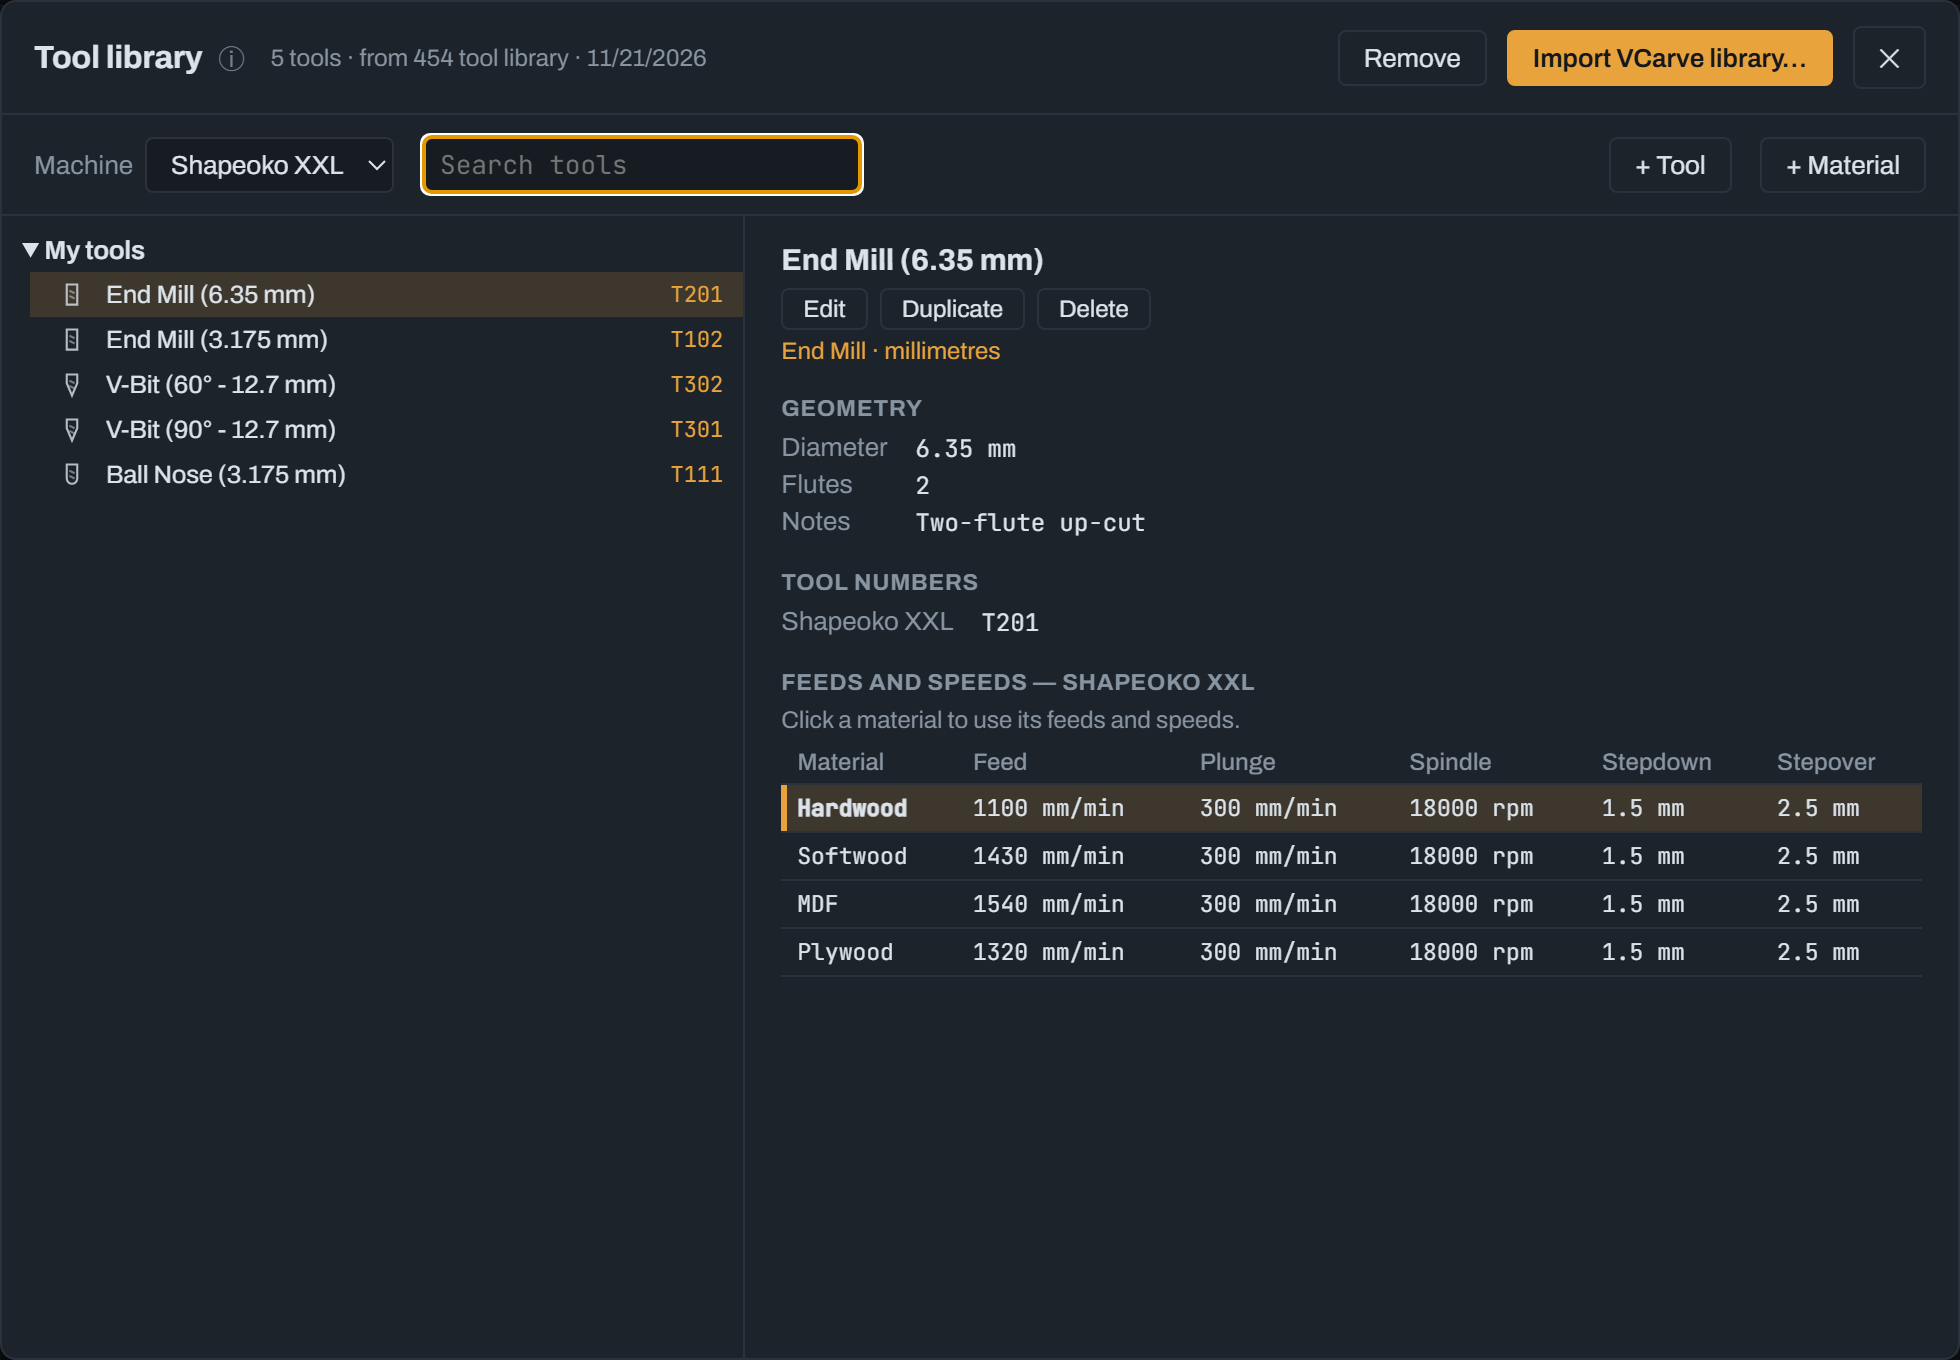 Tool library ⓘ 5 tools · from 454 tool library · 11/21/2026 Remove Import VCarve library…
Machine Shapeoko XXL Search tools + Tool + Material
My tools
End Mill (6.35 mm) T201
End Mill (3.175 mm) T102
V-Bit (60° - 12.7 mm) T302
V-Bit (90° - 12.7 mm) T301
Ball Nose (3.175 mm) T111
End Mill (6.35 mm)
Edit Duplicate Delete
End Mill · millimetres
GEOMETRY
Diameter 6.35 mm
Flutes 2
Notes Two-flute up-cut
TOOL NUMBERS
Shapeoko XXL T201
FEEDS AND SPEEDS — SHAPEOKO XXL
Click a material to use its feeds and speeds.
Material Feed Plunge Spindle Stepdown Stepover
Hardwood 1100 mm/min 300 mm/min 18000 rpm 1.5 mm 2.5 mm
Softwood 1430 mm/min 300 mm/min 18000 rpm 1.5 mm 2.5 mm
MDF 1540 mm/min 300 mm/min 18000 rpm 1.5 mm 2.5 mm
Plywood 1320 mm/min 300 mm/min 18000 rpm 1.5 mm 2.5 mm